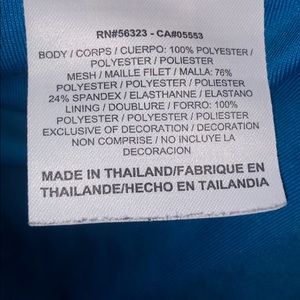 RN#56323 - CA#05553
BODY / CORPS / CUERPO: 100% POLYESTER /
POLYESTER / POLIESTER
MESH / MAILLE FILET / MALLA: 76%
POLYESTER / POLYESTER / POLIESTER
24% SPANDEX / ELASTHANNE / ELASTANO
LINING / DOUBLURE / FORRO: 100%
POLYESTER / POLYESTER / POLIESTER
EXCLUSIVE OF DECORATION / DECORATION
NON COMPRISE / NO INCLUYE LA
DECORACION
MADE IN THAILAND/FABRIQUE EN
THAILANDE/HECHO EN TAILANDIA